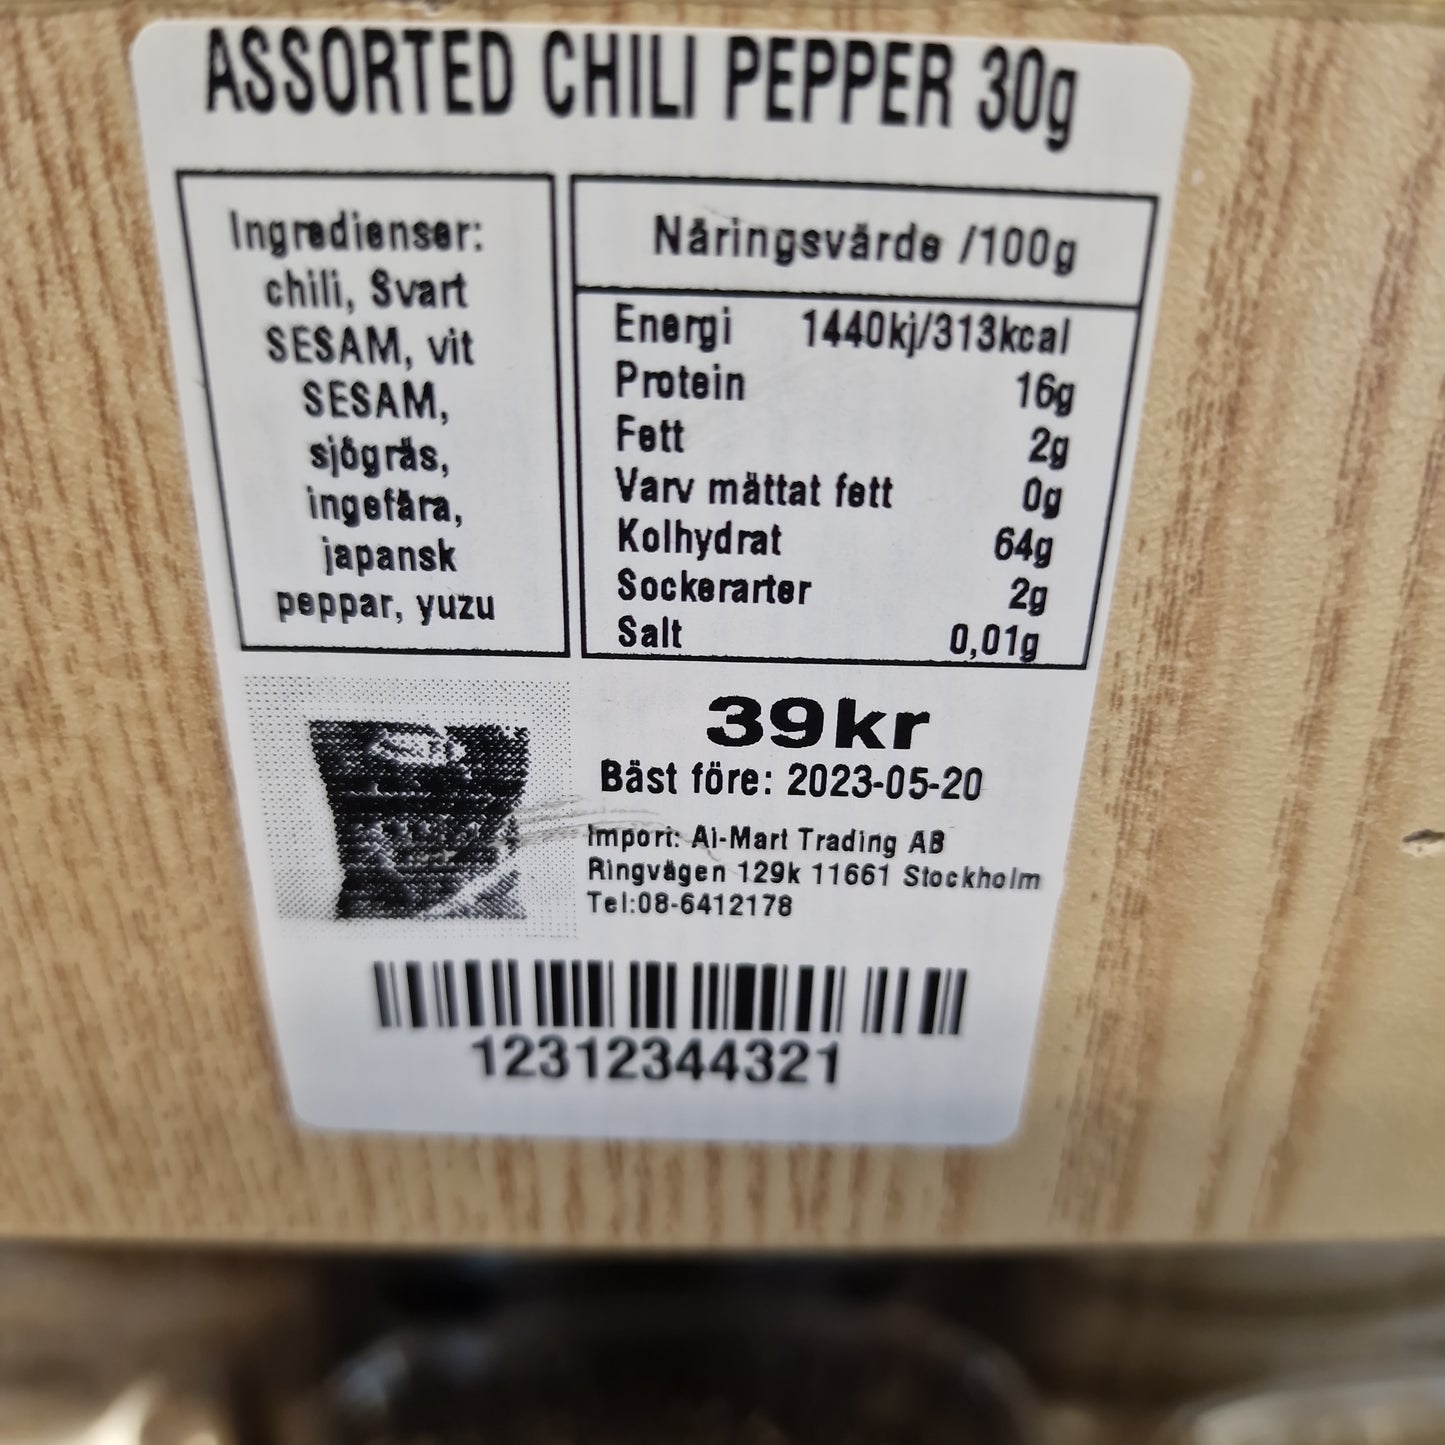 ASSORTED CHILI PEPPER 30g
Ingredienser:
chili, Svart
SESAM, vit
SESAM,
sjögräs,
ingefära,
japansk
peppar, yuzu
Näringsvärde /100g
Energi 1440kj/313kcal
Protein 16g
Fett 2g
Varv mättat fett 0g
Kolhydrat 64g
Sockerarter 2g
Salt 0,01g
39kr
Bäst före: 2023-05-20
Import: Ai-Mart Trading AB
Ringvägen 129k 11661 Stockholm
Tel:08-6412178
12312344321